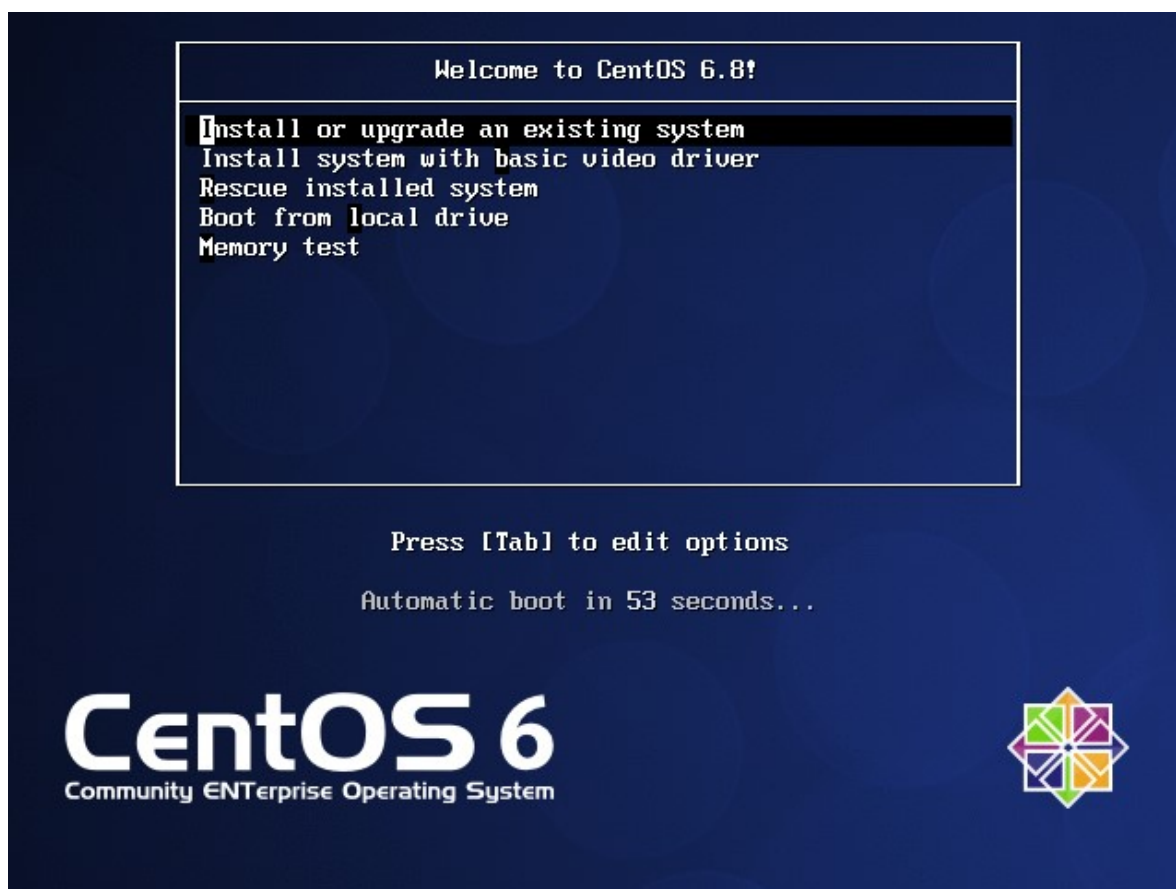 Welcome to CentOS 6.8!
Install or upgrade an existing system
Install system with basic video driver
Rescue installed system
Boot from local drive
Memory test
Press [Tab] to edit options
Automatic boot in 53 seconds...
CentOS 6
Community ENTerprise Operating System